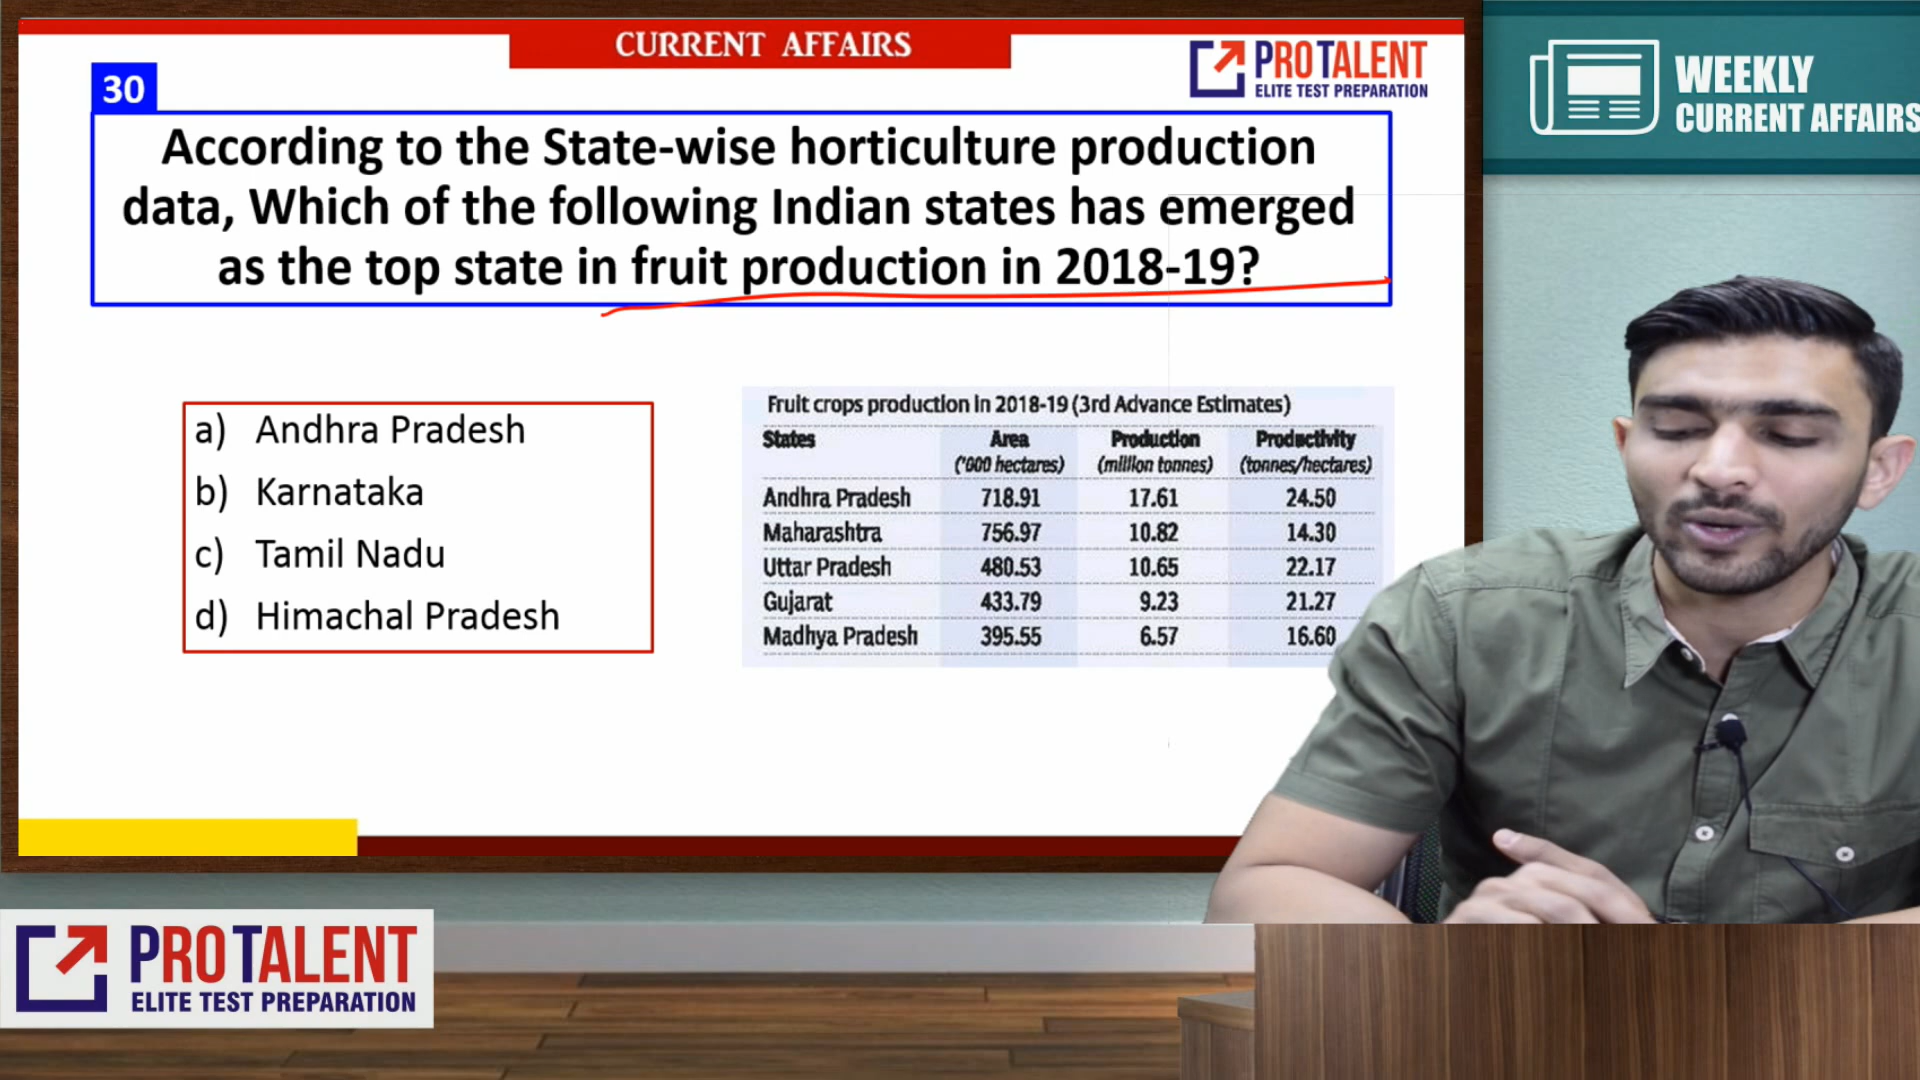 CURRENT AFFAIRS
PROTALENT
ELITE TEST PREPARATION
WEEKLY
CURRENT AFFAIRS
30
According to the State-wise horticulture production
data, Which of the following Indian states has emerged
as the top state in fruit production in 2018-19?
a) Andhra Pradesh
b) Karnataka
c) Tamil Nadu
d) Himachal Pradesh
Fruit crops production in 2018-19 (3rd Advance Estimates)
States Area Production Productivity
('000 hectares) (million tonnes) (tonnes/hectares)
Andhra Pradesh 718.91 17.61 24.50
Maharashtra 756.97 10.82 14.30
Uttar Pradesh 480.53 10.65 22.17
Gujarat 433.79 9.23 21.27
Madhya Pradesh 395.55 6.57 16.60
PROTALENT
ELITE TEST PREPARATION